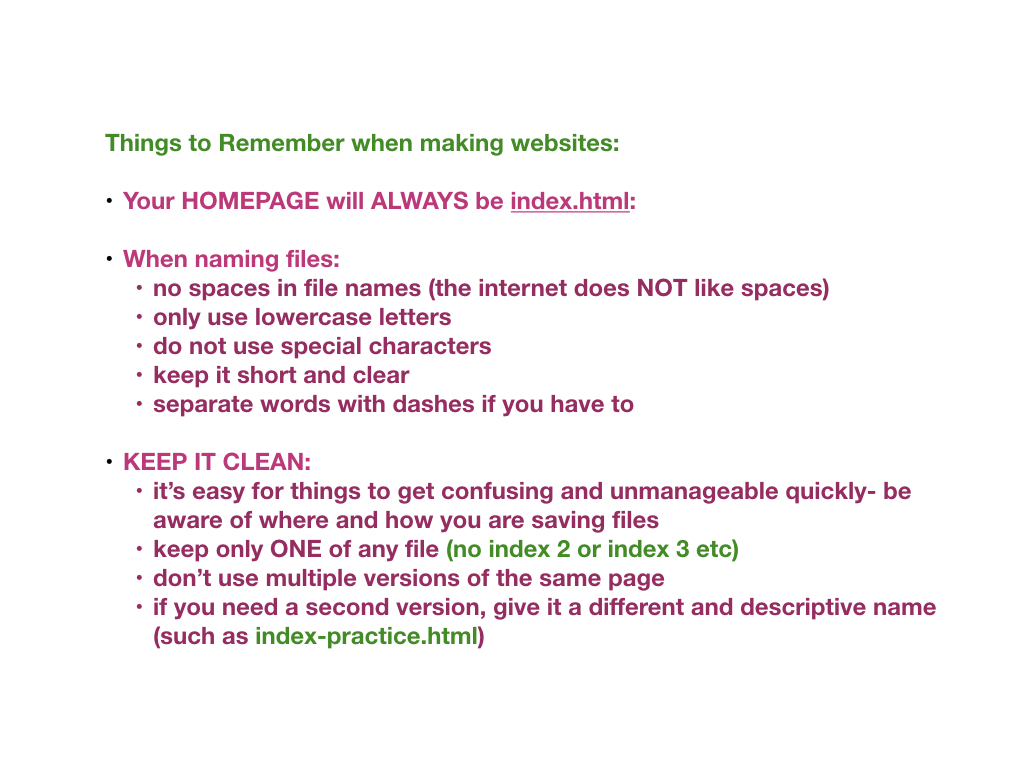 Things to Remember when making websites:
• Your HOMEPAGE will ALWAYS be index.html:
• When naming files:
• no spaces in file names (the internet does NOT like spaces)
• only use lowercase letters
• do not use special characters
• keep it short and clear
• separate words with dashes if you have to
• KEEP IT CLEAN:
• it’s easy for things to get confusing and unmanageable quickly- be
aware of where and how you are saving files
• keep only ONE of any file (no index 2 or index 3 etc)
• don’t use multiple versions of the same page
• if you need a second version, give it a different and descriptive name
(such as index-practice.html)